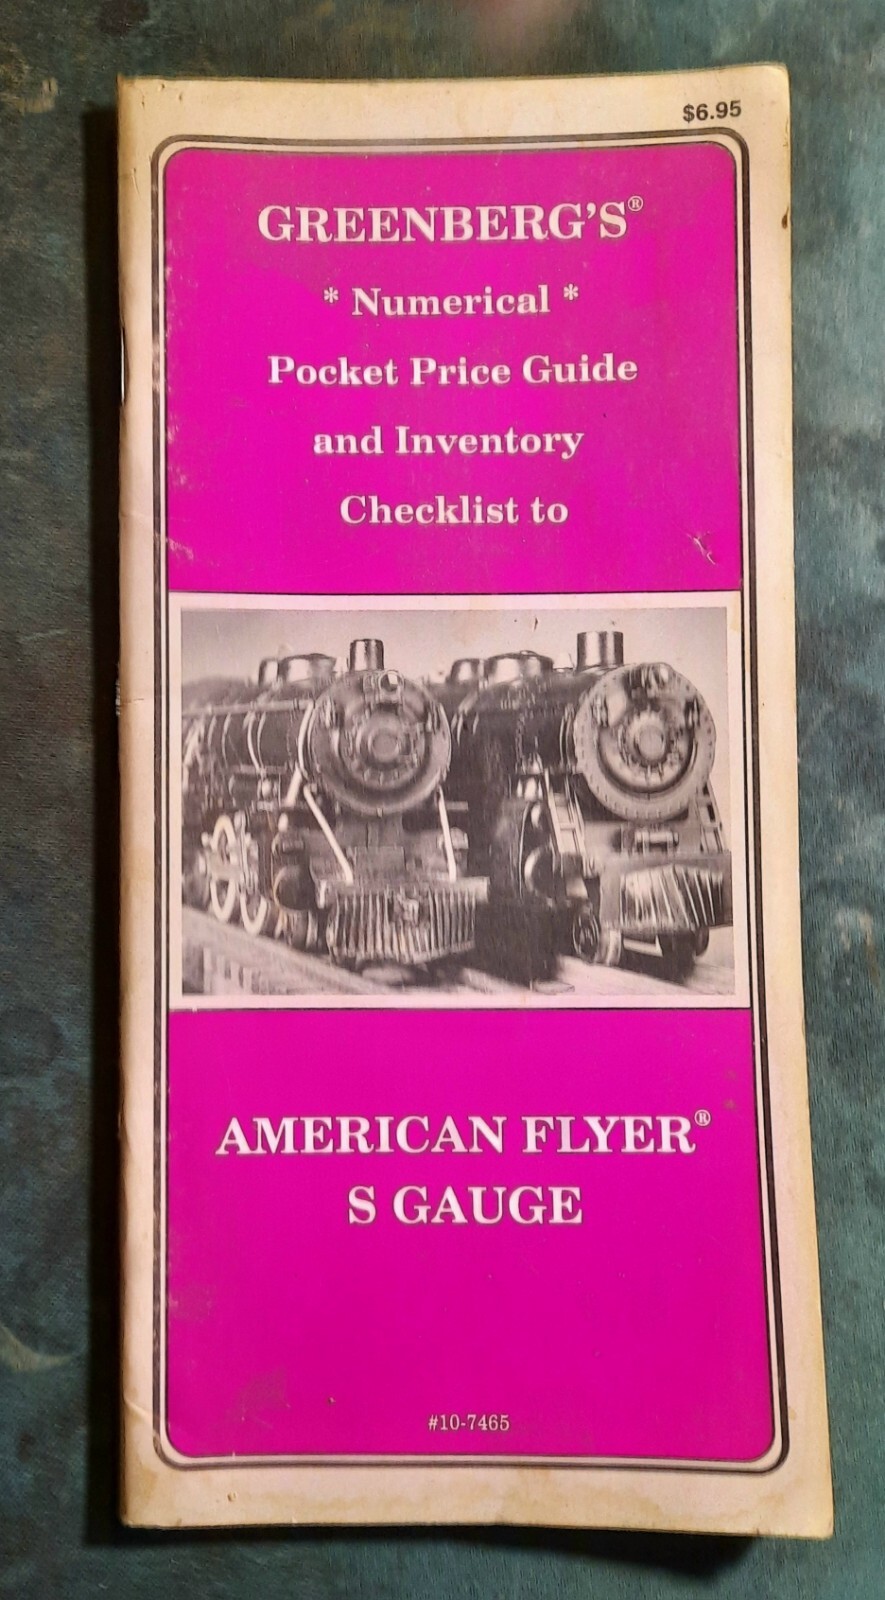 $6.95
GREENBERG'S®
* Numerical *
Pocket Price Guide
and Inventory
Checklist to
AMERICAN FLYER®
S GAUGE
#10-7465